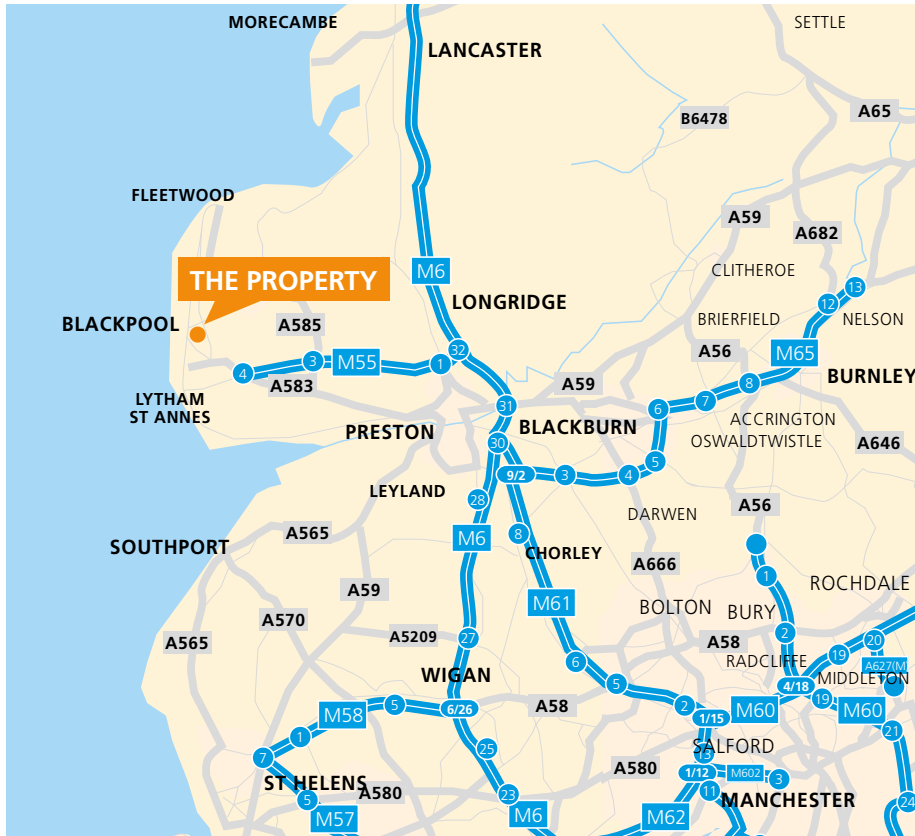 MORECAMBE
SETTLE
LANCASTER
A65
B6478
FLEETWOOD
A59
A682
CLITHEROE
THE PROPERTY
M6
LONGRIDGE
13
12
BLACKPOOL
A585
BRIERFIELD
NELSON
32
A56
M65
3
M55
1
4
A583
BURNLEY
8
A59
7
LYTHAM
ST ANNES
31
6
PRESTON
BLACKBURN
ACCRINGTON
OSWALDTWISTLE
A646
30
5
9/2
3
4
LEYLAND
28
A56
DARWEN
A565
8
M6
SOUTHPORT
CHORLEY
A666
1
ROCHDALE
A59
M61
BOLTON
BURY
A570
A5209
27
2
A565
A58
20
19
6
RADCLIFFE
A627(M)
WIGAN
5
4/18
MIDDLETON
19
5
A58
2
M58
6/26
1/15
M60
M60
1
21
25
SALFORD
13
7
A580
1/12
M602
3
ST HELENS
A580
11
5
23
MANCHESTER
24
M57
M6
M62